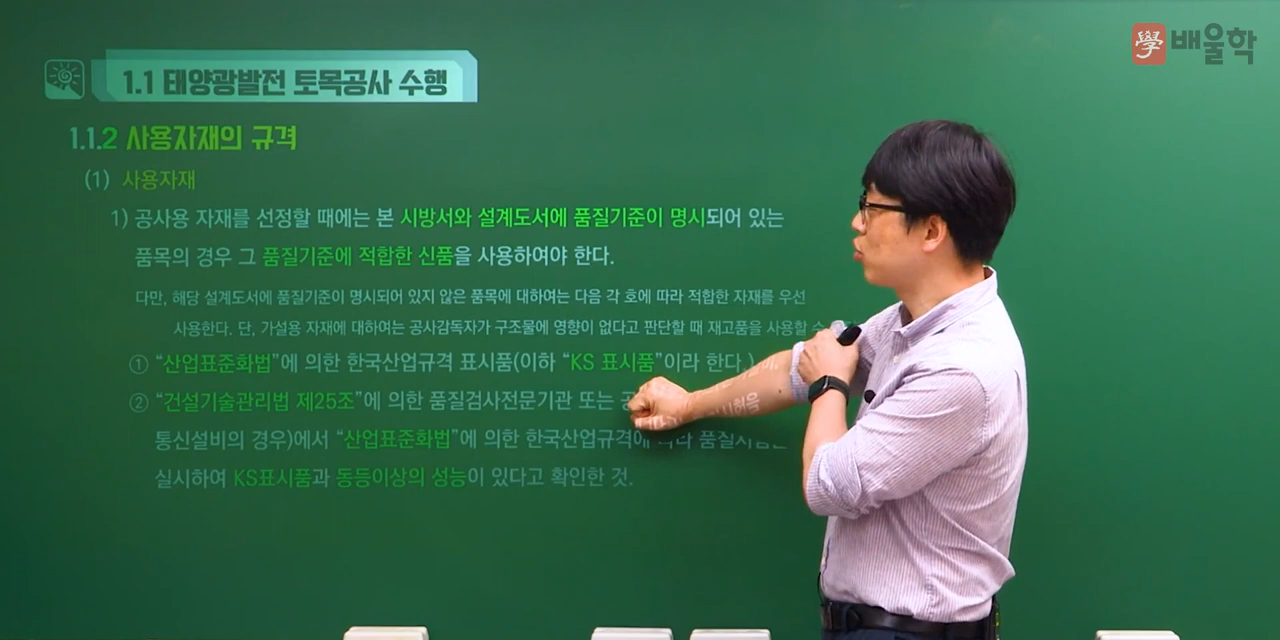 學 배울학
1.1 태양광발전 토목공사 수행
1.1.2 사용자재의 규격
(1) 사용자재
1) 공사용 자재를 선정할 때에는 본 시방서와 설계도서에 품질기준이 명시되어 있는
품목의 경우 그 품질기준에 적합한 신품을 사용하여야 한다.
다만, 해당 설계도서에 품질기준이 명시되어 있지 않은 품목에 대하여는 다음 각 호에 따라 적합한 자재를 우선
사용한다. 단, 가설용 자재에 대하여는 공사감독자가 구조물에 영향이 없다고 판단할 때 재고품을 사용할 수
① “산업표준화법”에 의한 한국산업규격 표시품(이하 “KS 표시품”이라 한다.)
② “건설기술관리법 제25조”에 의한 품질검사전문기관 또는
통신설비의 경우)에서 “산업표준화법”에 의한 한국산업규격에 따라 품질시험을
실시하여 KS표시품과 동등이상의 성능이 있다고 확인한 것.